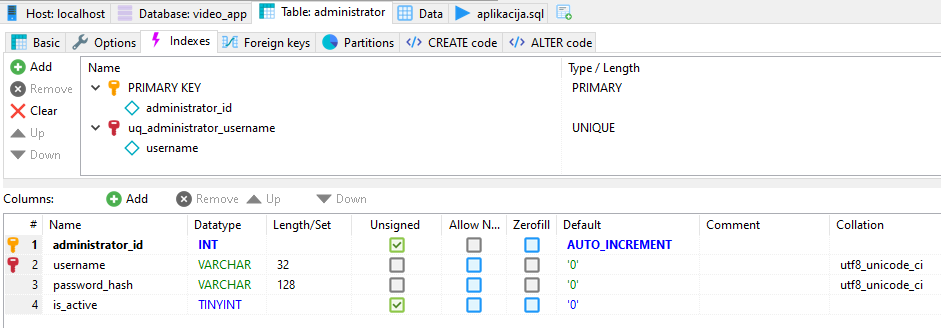 Host: localhost Database: video_app Table: administrator Data aplikacija.sql
Basic Options Indexes Foreign keys Partitions CREATE code ALTER code
Add Name Type / Length
Remove PRIMARY KEY PRIMARY
Clear administrator_id
Up uq_administrator_username UNIQUE
Down username
Columns: Add Remove Up Down
# Name Datatype Length/Set Unsigned Allow N... Zerofill Default Comment Collation
1 administrator_id INT AUTO_INCREMENT
2 username VARCHAR 32 '0' utf8_unicode_ci
3 password_hash VARCHAR 128 '0' utf8_unicode_ci
4 is_active TINYINT '0'